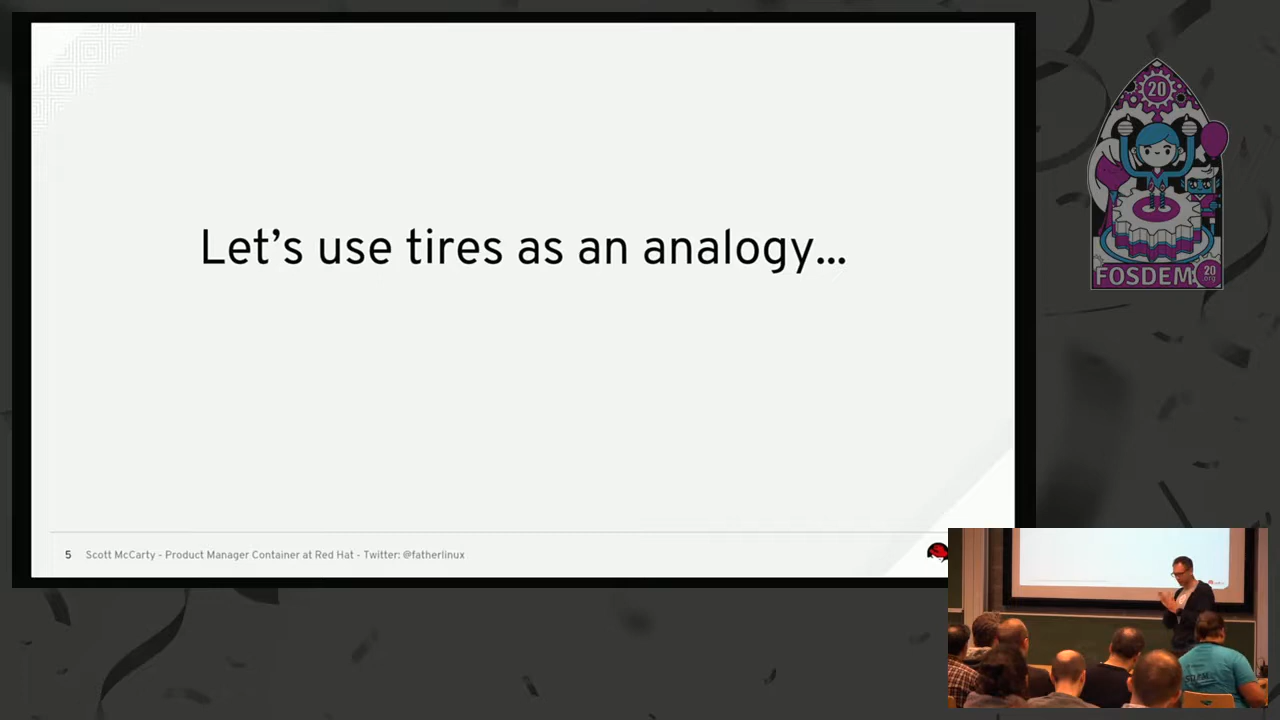 Let's use tires as an analogy...
5 Scott McCarty - Product Manager Container at Red Hat - Twitter: @fatherlinux
20
FOSDEM
20
.org